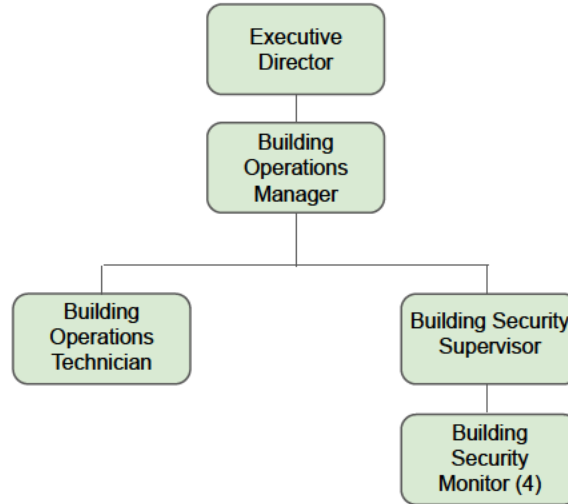 Executive
Director
Building
Operations
Manager
Building
Operations
Technician
Building Security
Supervisor
Building
Security
Monitor (4)